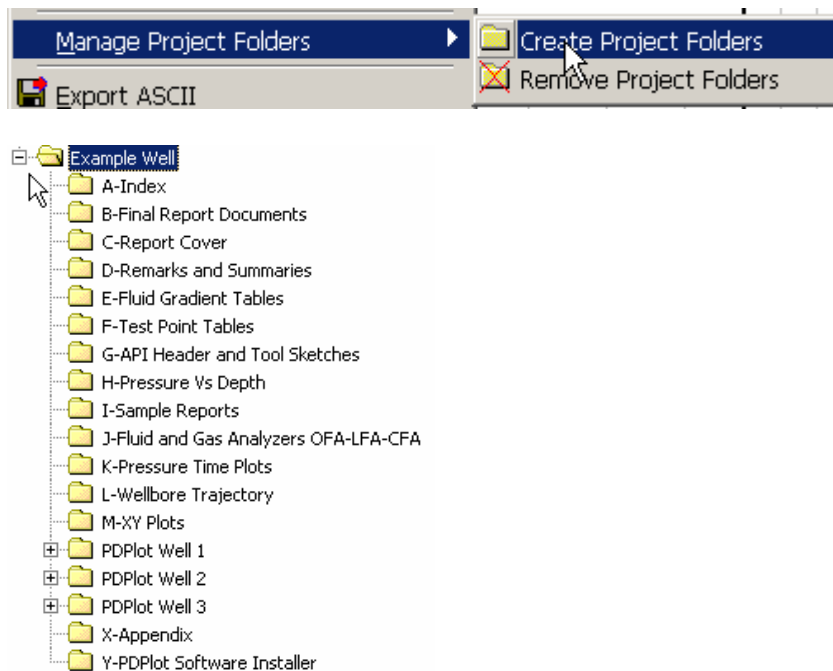 Manage Project Folders
Create Project Folders
Remove Project Folders
Export ASCII
Example Well
A-Index
B-Final Report Documents
C-Report Cover
D-Remarks and Summaries
E-Fluid Gradient Tables
F-Test Point Tables
G-API Header and Tool Sketches
H-Pressure Vs Depth
I-Sample Reports
J-Fluid and Gas Analyzers OFA-LFA-CFA
K-Pressure Time Plots
L-Wellbore Trajectory
M-XY Plots
PDPlot Well 1
PDPlot Well 2
PDPlot Well 3
X-Appendix
Y-PDPlot Software Installer